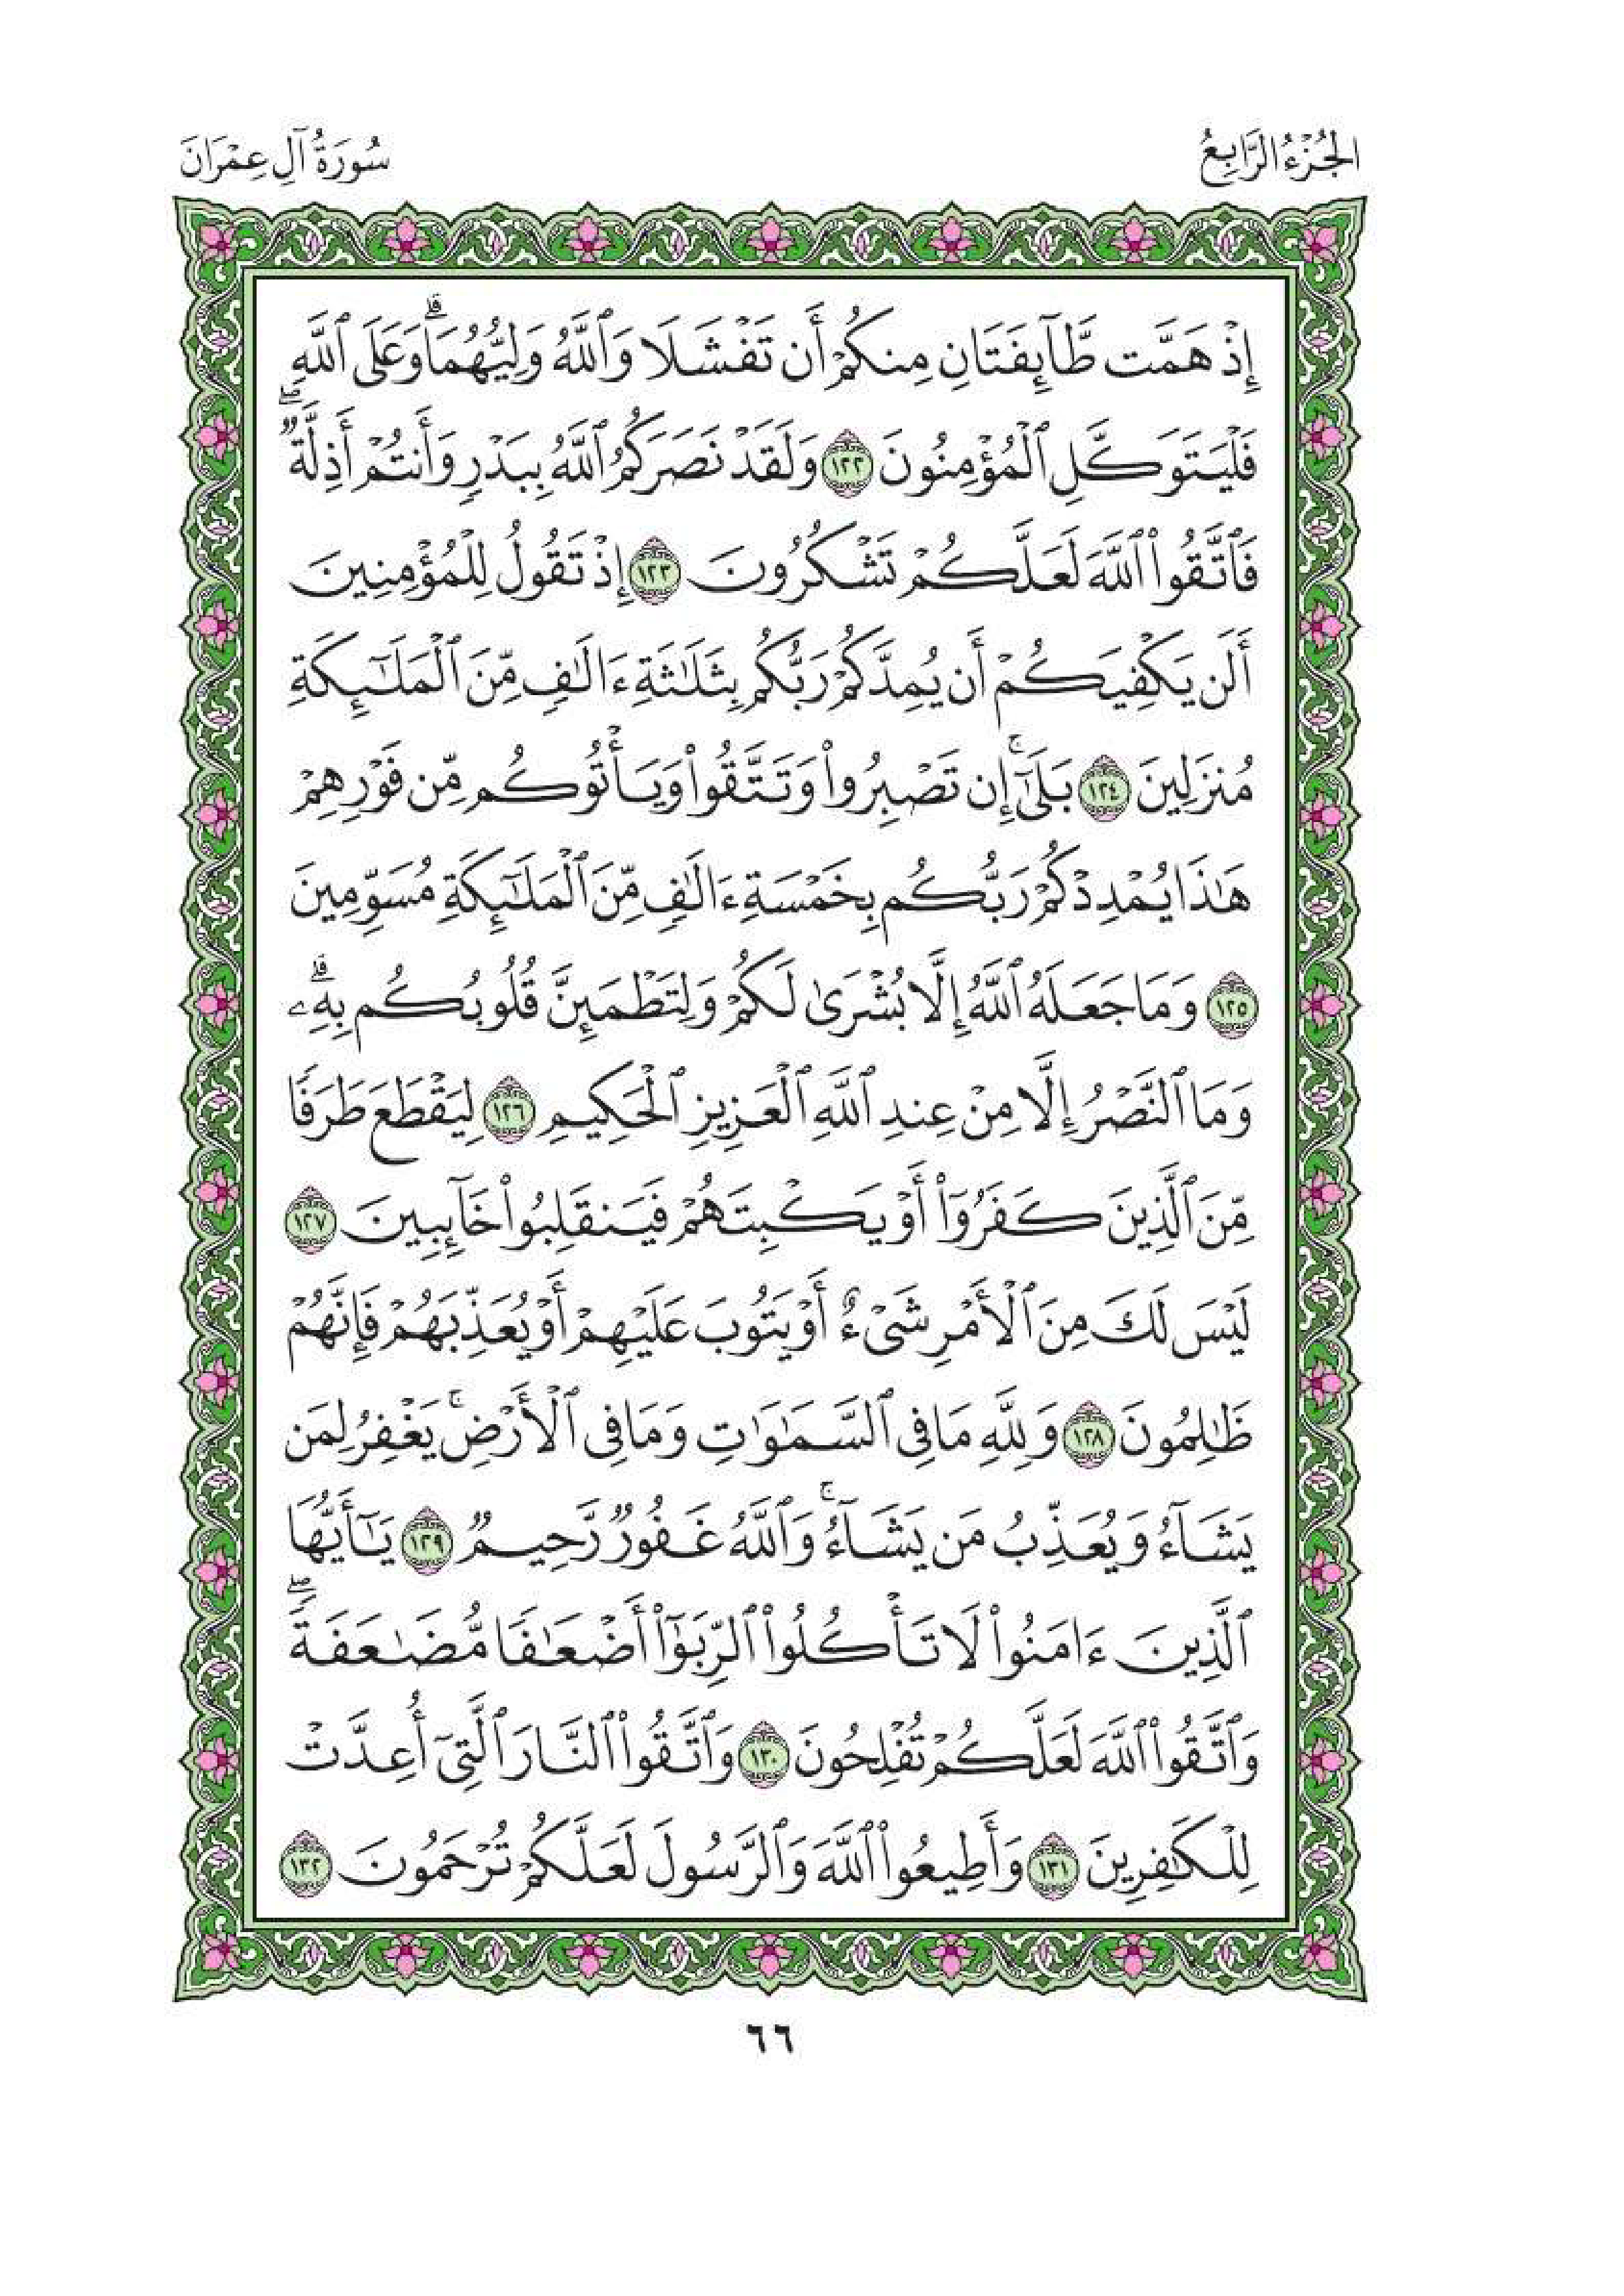 الجُزْءُ الرَّابِعُ
سُورَةُ آلِ عِمْرَانَ
إِذْ هَمَّت طَّآئِفَتَانِ مِنكُمْ أَن تَفْشَلَا وَٱللَّهُ وَلِيُّهُمَاۗ وَعَلَى ٱللَّهِ
فَلْيَتَوَكَّلِ ٱلْمُؤْمِنُونَ ١٢٢ وَلَقَدْ نَصَرَكُمُ ٱللَّهُ بِبَدْرٍ وَأَنتُمْ أَذِلَّةٌۖ
فَٱتَّقُوا۟ ٱللَّهَ لَعَلَّكُمْ تَشْكُرُونَ ١٢٣ إِذْ تَقُولُ لِلْمُؤْمِنِينَ
أَلَن يَكْفِيَكُمْ أَن يُمِدَّكُمْ رَبُّكُم بِثَلَٰثَةِ ءَالَٰفٍ مِّنَ ٱلْمَلَٰٓئِكَةِ
مُنزَلِينَ ١٢٤ بَلَىٰٓۚ إِن تَصْبِرُوا۟ وَتَتَّقُوا۟ وَيَأْتُوكُم مِّن فَوْرِهِمْ
هَٰذَا يُمْدِدْكُمْ رَبُّكُم بِخَمْسَةِ ءَالَٰفٍ مِّنَ ٱلْمَلَٰٓئِكَةِ مُسَوِّمِينَ
١٢٥ وَمَا جَعَلَهُ ٱللَّهُ إِلَّا بُشْرَىٰ لَكُمْ وَلِتَطْمَئِنَّ قُلُوبُكُم بِهِۦۗ
وَمَا ٱلنَّصْرُ إِلَّا مِنْ عِندِ ٱللَّهِ ٱلْعَزِيزِ ٱلْحَكِيمِ ١٢٦ لِيَقْطَعَ طَرَفًا
مِّنَ ٱلَّذِينَ كَفَرُوٓا۟ أَوْ يَكْبِتَهُمْ فَيَنقَلِبُوا۟ خَآئِبِينَ ١٢٧
لَيْسَ لَكَ مِنَ ٱلْأَمْرِ شَىْءٌ أَوْ يَتُوبَ عَلَيْهِمْ أَوْ يُعَذِّبَهُمْ فَإِنَّهُمْ
ظَٰلِمُونَ ١٢٨ وَلِلَّهِ مَا فِى ٱلسَّمَٰوَٰتِ وَمَا فِى ٱلْأَرْضِۚ يَغْفِرُ لِمَن
يَشَآءُ وَيُعَذِّبُ مَن يَشَآءُۚ وَٱللَّهُ غَفُورٌ رَّحِيمٌ ١٢٩ يَٰٓأَيُّهَا
ٱلَّذِينَ ءَامَنُوا۟ لَا تَأْكُلُوا۟ ٱلرِّبَوٰٓا۟ أَضْعَٰفًا مُّضَٰعَفَةًۖ
وَٱتَّقُوا۟ ٱللَّهَ لَعَلَّكُمْ تُفْلِحُونَ ١٣٠ وَٱتَّقُوا۟ ٱلنَّارَ ٱلَّتِىٓ أُعِدَّتْ
لِلْكَٰفِرِينَ ١٣١ وَأَطِيعُوا۟ ٱللَّهَ وَٱلرَّسُولَ لَعَلَّكُمْ تُرْحَمُونَ ١٣٢
٦٦